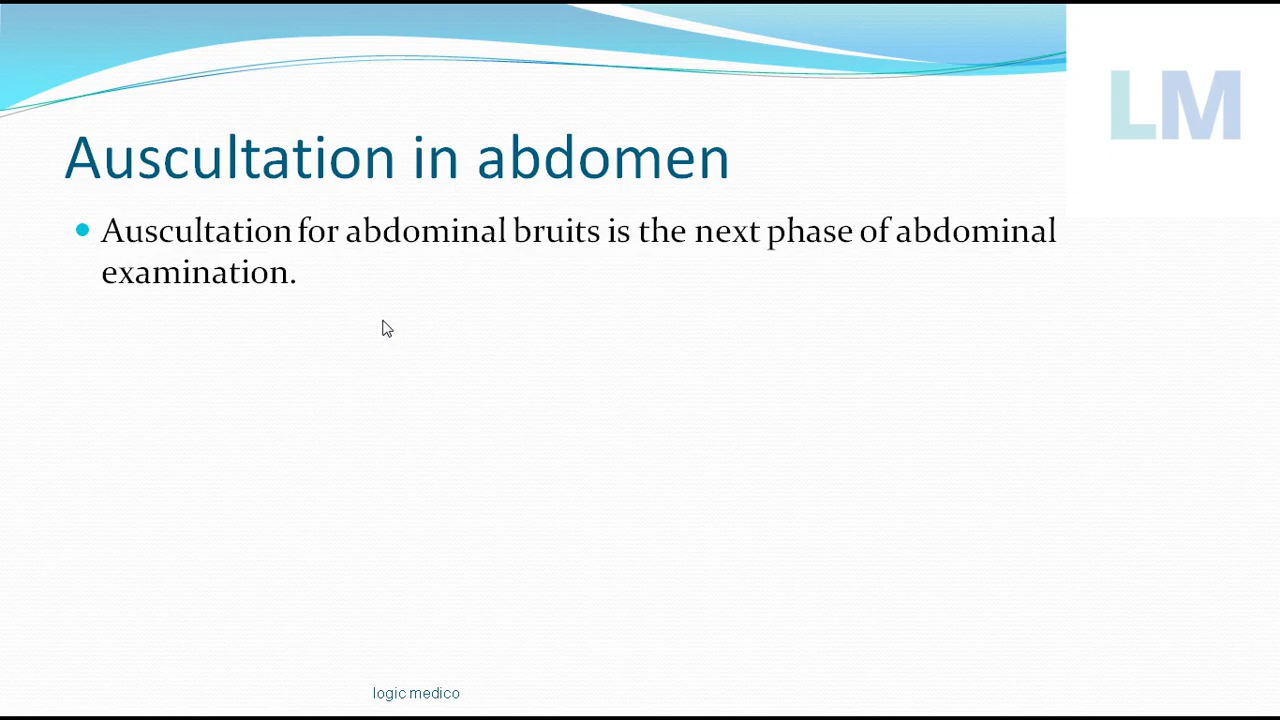 LM
Auscultation in abdomen
Auscultation for abdominal bruits is the next phase of abdominal
examination.
logic medico